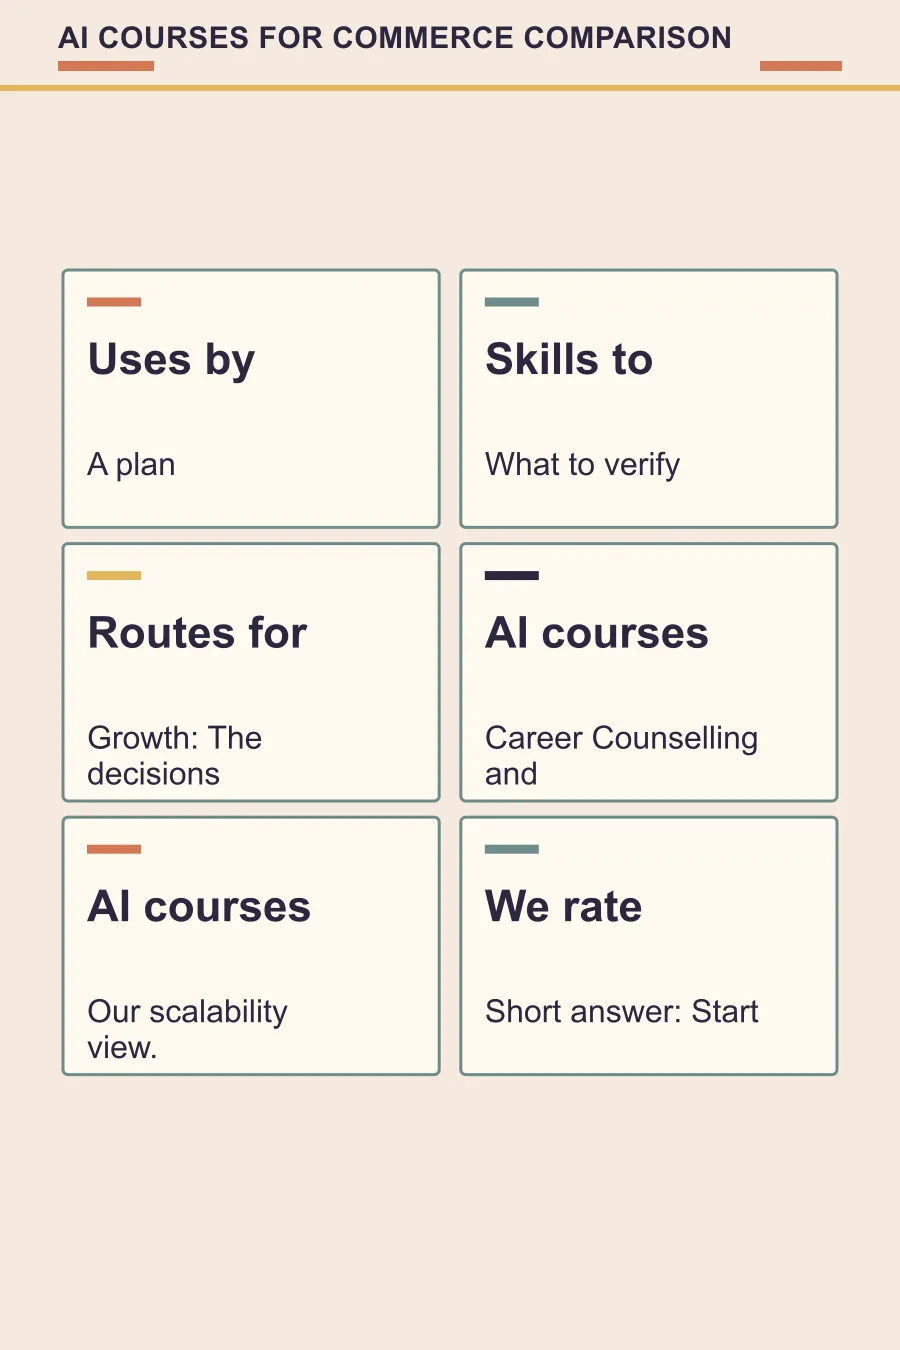 AI COURSES FOR COMMERCE COMPARISON
Uses by
A plan
Skills to
What to verify
Routes for
Growth: The
decisions
AI courses
Career Counselling
and
AI courses
Our scalability
view.
We rate
Short answer: Start